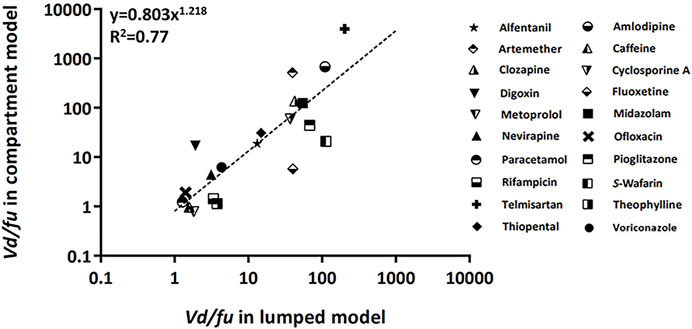 y=0.803x^1.218
R²=0.77
Vd/fu in compartment model
10000
1000
100
10
1
0.1
0.1 1 10 100 1000 10000
Vd/fu in lumped model
Alfentanil
Artemether
Clozapine
Digoxin
Metoprolol
Nevirapine
Paracetamol
Rifampicin
Telmisartan
Thiopental
Amlodipine
Caffeine
Cyclosporine A
Fluoxetine
Midazolam
Ofloxacin
Pioglitazone
S-Wafarin
Theophylline
Voriconazole